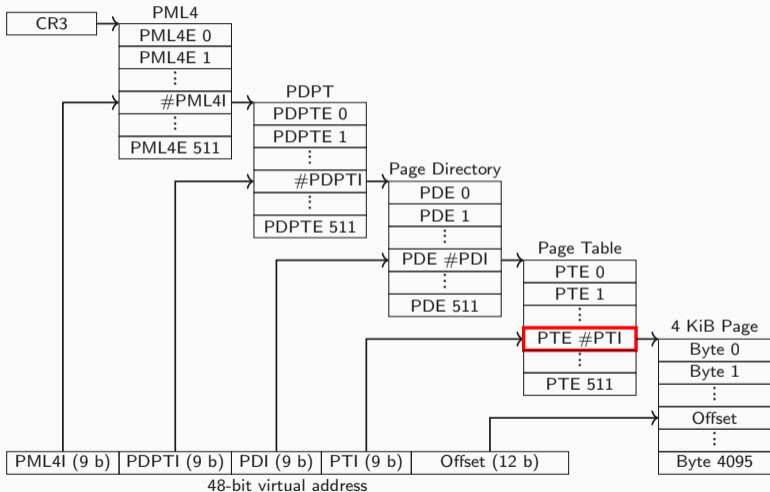 CR3
PML4
PML4E 0
PML4E 1
⋮
#PML4I
⋮
PML4E 511
PDPT
PDPTE 0
PDPTE 1
⋮
#PDPTI
⋮
PDPTE 511
Page Directory
PDE 0
PDE 1
⋮
PDE #PDI
⋮
PDE 511
Page Table
PTE 0
PTE 1
⋮
PTE #PTI
⋮
PTE 511
4 KiB Page
Byte 0
Byte 1
⋮
Offset
⋮
Byte 4095
PML4I (9 b) PDPTI (9 b) PDI (9 b) PTI (9 b) Offset (12 b)
48-bit virtual address